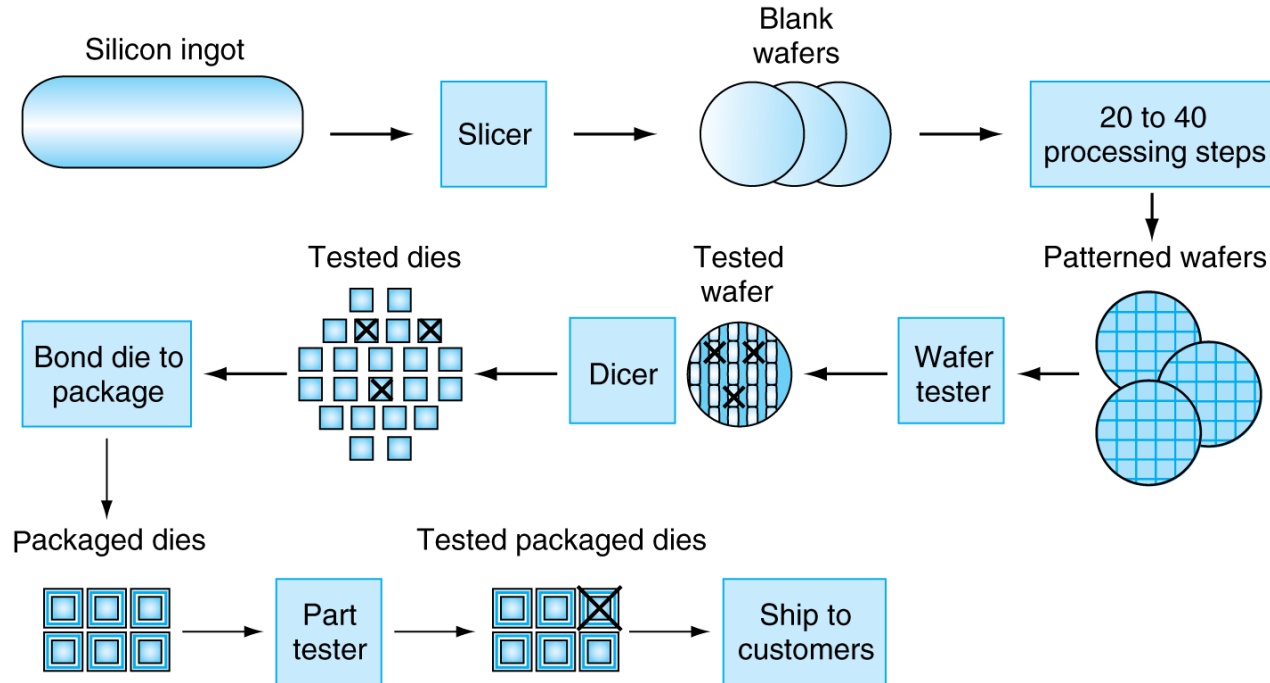 Silicon ingot
Slicer
Blank
wafers
20 to 40
processing steps
Tested dies
Tested
wafer
Patterned wafers
Bond die to
package
Dicer
Wafer
tester
Packaged dies
Tested packaged dies
Part
tester
Ship to
customers